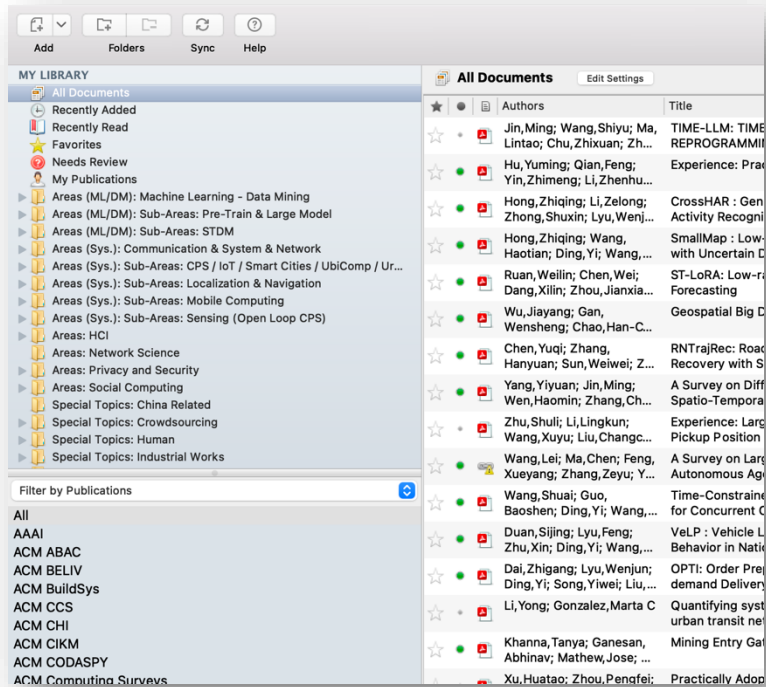 Add
Folders
Sync
Help
MY LIBRARY
All Documents
Recently Added
Recently Read
Favorites
Needs Review
My Publications
Areas (ML/DM): Machine Learning - Data Mining
Areas (ML/DM): Sub-Areas: Pre-Train & Large Model
Areas (ML/DM): Sub-Areas: STDM
Areas (Sys.): Communication & System & Network
Areas (Sys.): Sub-Areas: CPS / IoT / Smart Cities / UbiComp / Ur...
Areas (Sys.): Sub-Areas: Localization & Navigation
Areas (Sys.): Sub-Areas: Mobile Computing
Areas (Sys.): Sub-Areas: Sensing (Open Loop CPS)
Areas: HCI
Areas: Network Science
Areas: Privacy and Security
Areas: Social Computing
Special Topics: China Related
Special Topics: Crowdsourcing
Special Topics: Human
Special Topics: Industrial Works
Filter by Publications
All
AAAI
ACM ABAC
ACM BELIV
ACM BuildSys
ACM CCS
ACM CHI
ACM CIKM
ACM CODASPY
ACM Computing Surveys
All Documents
Edit Settings
Authors
Title
Jin,Ming; Wang,Shiyu; Ma,
Lintao; Chu,Zhixuan; Zh...
TIME-LLM: TIME
REPROGRAMMI
Hu,Yuming; Qian,Feng;
Yin,Zhimeng; Li,Zhenhu...
Experience: Prac
Hong,Zhiqing; Li,Zelong;
Zhong,Shuxin; Lyu,Wenj...
CrossHAR : Gen
Activity Recogni
Hong,Zhiqing; Wang,
Haotian; Ding,Yi; Wang,...
SmallMap : Low-
with Uncertain D
Ruan,Weilin; Chen,Wei;
Dang,Xilin; Zhou,Jianxia...
ST-LoRA: Low-ra
Forecasting
Wu,Jiayang; Gan,
Wensheng; Chao,Han-C...
Geospatial Big D
Chen,Yuqi; Zhang,
Hanyuan; Sun,Weiwei; Z...
RNTrajRec: Roac
Recovery with S
Yang,Yiyuan; Jin,Ming;
Wen,Haomin; Zhang,Ch...
A Survey on Diff
Spatio-Tempora
Zhu,Shuli; Li,Lingkun;
Wang,Xuyu; Liu,Changc...
Experience: Larg
Pickup Position
Wang,Lei; Ma,Chen; Feng,
Xueyang; Zhang,Zeyu; Y...
A Survey on Larg
Autonomous Age
Wang,Shuai; Guo,
Baoshen; Ding,Yi; Wang,...
Time-Constraine
for Concurrent C
Duan,Sijing; Lyu,Feng;
Zhu,Xin; Ding,Yi; Wang,...
VeLP : Vehicle L
Behavior in Natic
Dai,Zhigang; Lyu,Wenjun;
Ding,Yi; Song,Yiwei; Liu,...
OPTI: Order Prep
demand Delivery
Li,Yong; Gonzalez,Marta C
Quantifying syst
urban transit net
Khanna,Tanya; Ganesan,
Abhinav; Mathew,Jose; ...
Mining Entry Gat
Xu,Huatao; Zhou,Pengfei;
Practically Adop